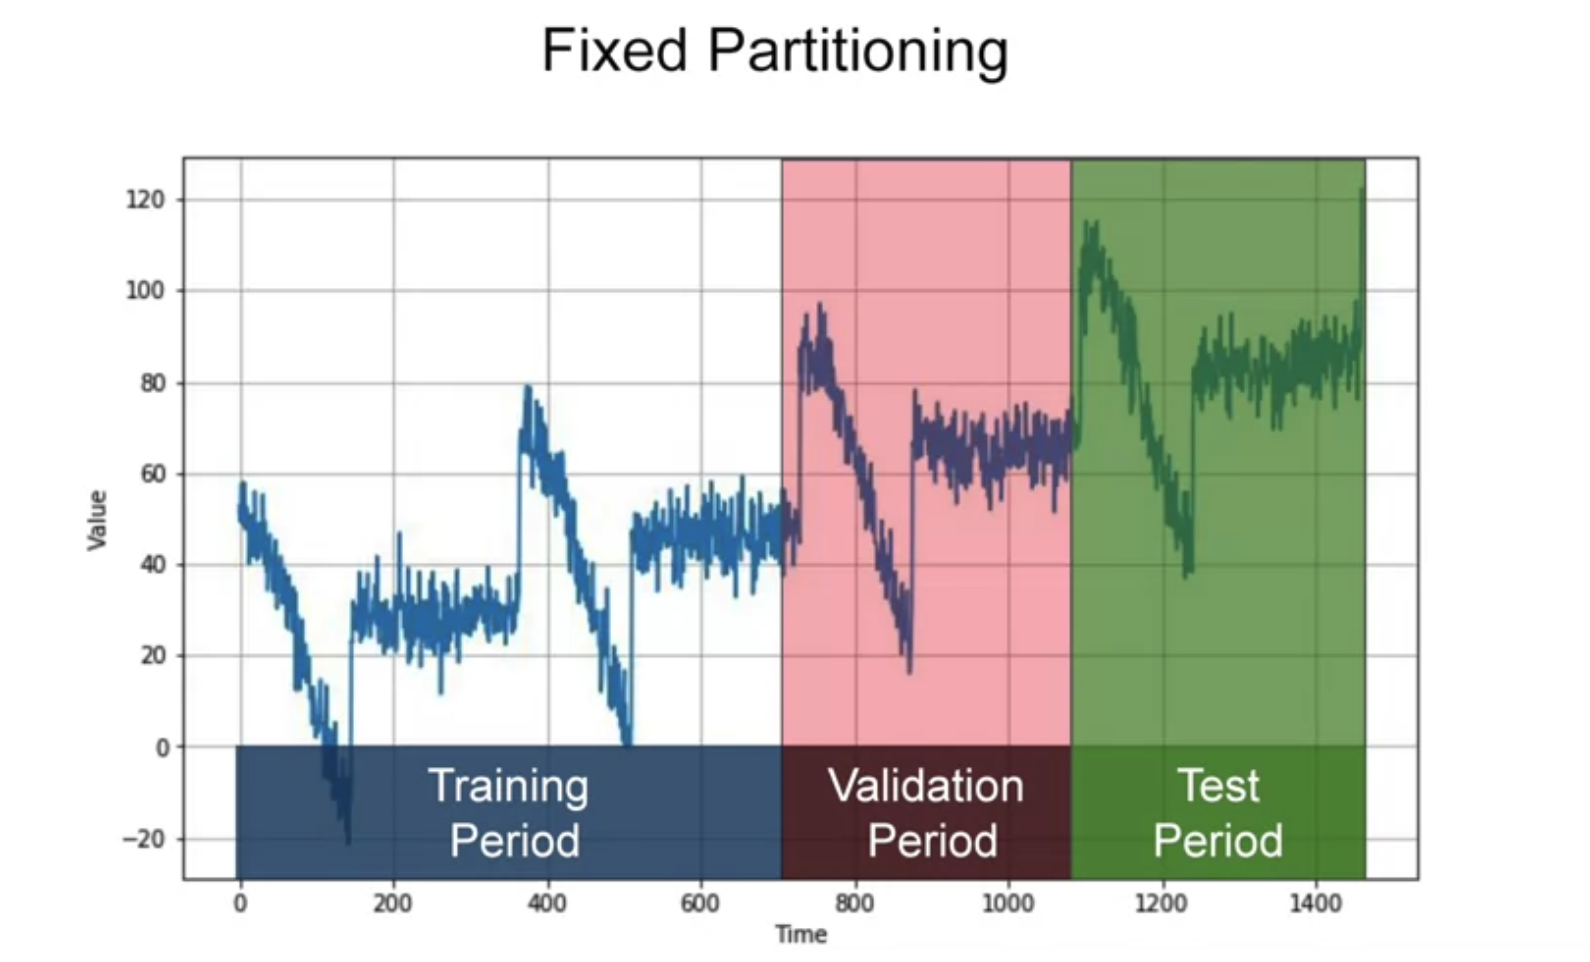 Fixed Partitioning
120
100
80
60
40
20
0
−20
Value
Training
Period
Validation
Period
Test
Period
0 200 400 600 800 1000 1200 1400
Time